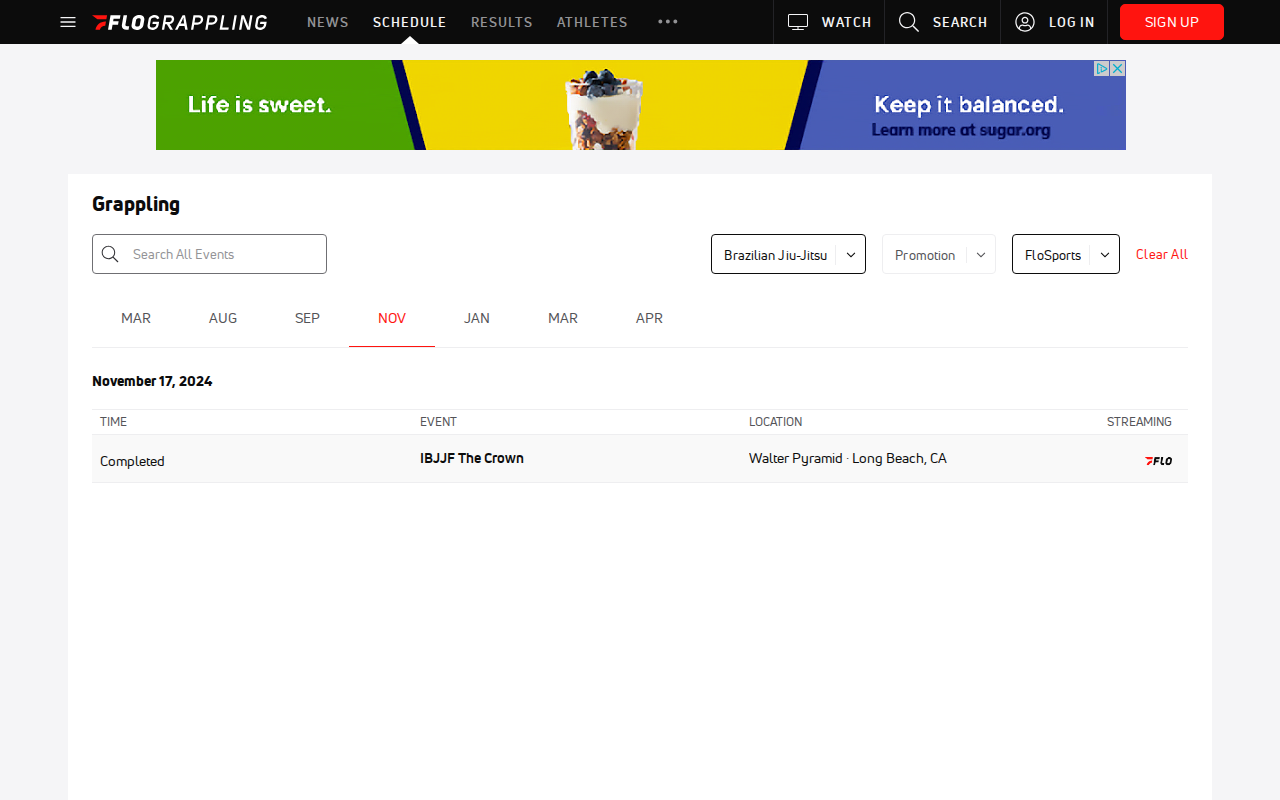 FLOGRAPPLING NEWS SCHEDULE RESULTS ATHLETES WATCH SEARCH LOG IN SIGN UP
Life is sweet. Keep it balanced.
Learn more at sugar.org
Grappling
Search All Events Brazilian Jiu-Jitsu Promotion FloSports Clear All
MAR AUG SEP NOV JAN MAR APR
November 17, 2024
TIME EVENT LOCATION STREAMING
Completed IBJJF The Crown Walter Pyramid · Long Beach, CA FLO